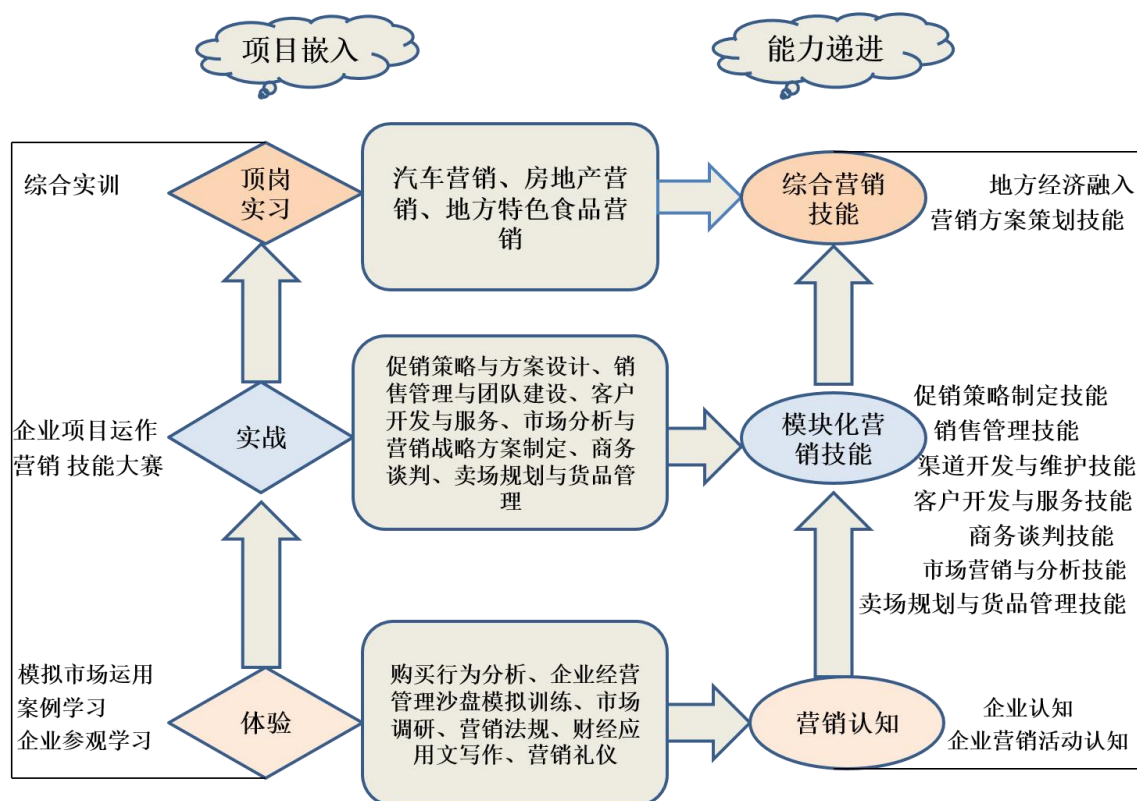 项目嵌入
能力递进
综合实训
顶岗
实习
汽车营销、房地产营
销、地方特色食品营
销
综合营销
技能
地方经济融入
营销方案策划技能
企业项目运作
营销 技能大赛
实战
促销策略与方案设计、销
售管理与团队建设、客户
开发与服务、市场分析与
营销战略方案制定、商务
谈判、卖场规划与货品管
理
模块化营
销技能
促销策略制定技能
销售管理技能
渠道开发与维护技能
客户开发与服务技能
商务谈判技能
市场营销与分析技能
卖场规划与货品管理技能
模拟市场运用
案例学习
企业参观学习
体验
购买行为分析、企业经营
管理沙盘模拟训练、市场
调研、营销法规、财经应
用文写作、营销礼仪
营销认知
企业认知
企业营销活动认知